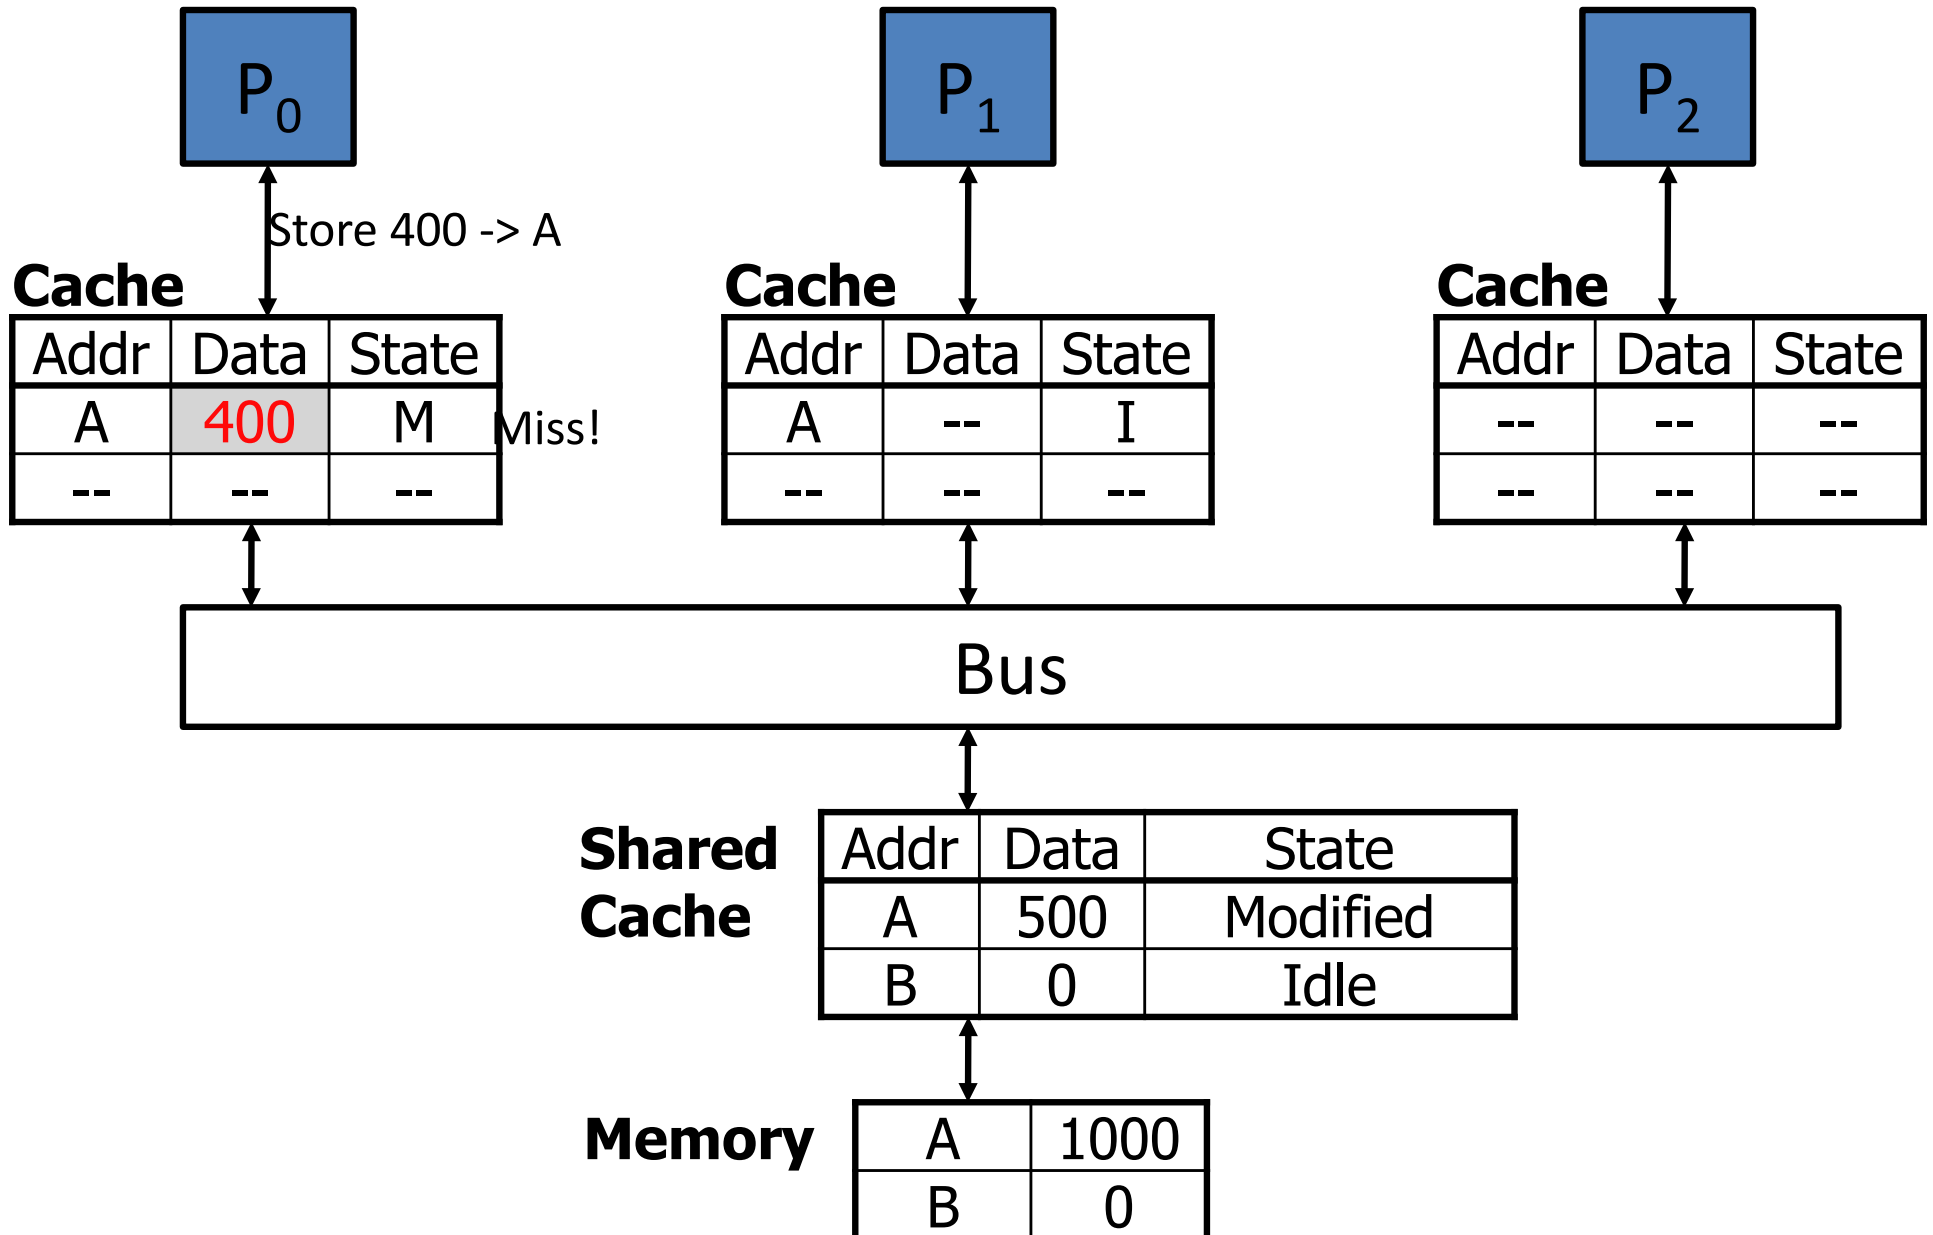 P0 P1 P2
Store 400 -> A
Cache Cache Cache
Addr Data State Addr Data State Addr Data State
A 400 M Miss! A -- I -- -- --
-- -- -- -- -- -- -- -- --
Bus
Shared Addr Data State
Cache A 500 Modified
B 0 Idle
Memory A 1000
B 0